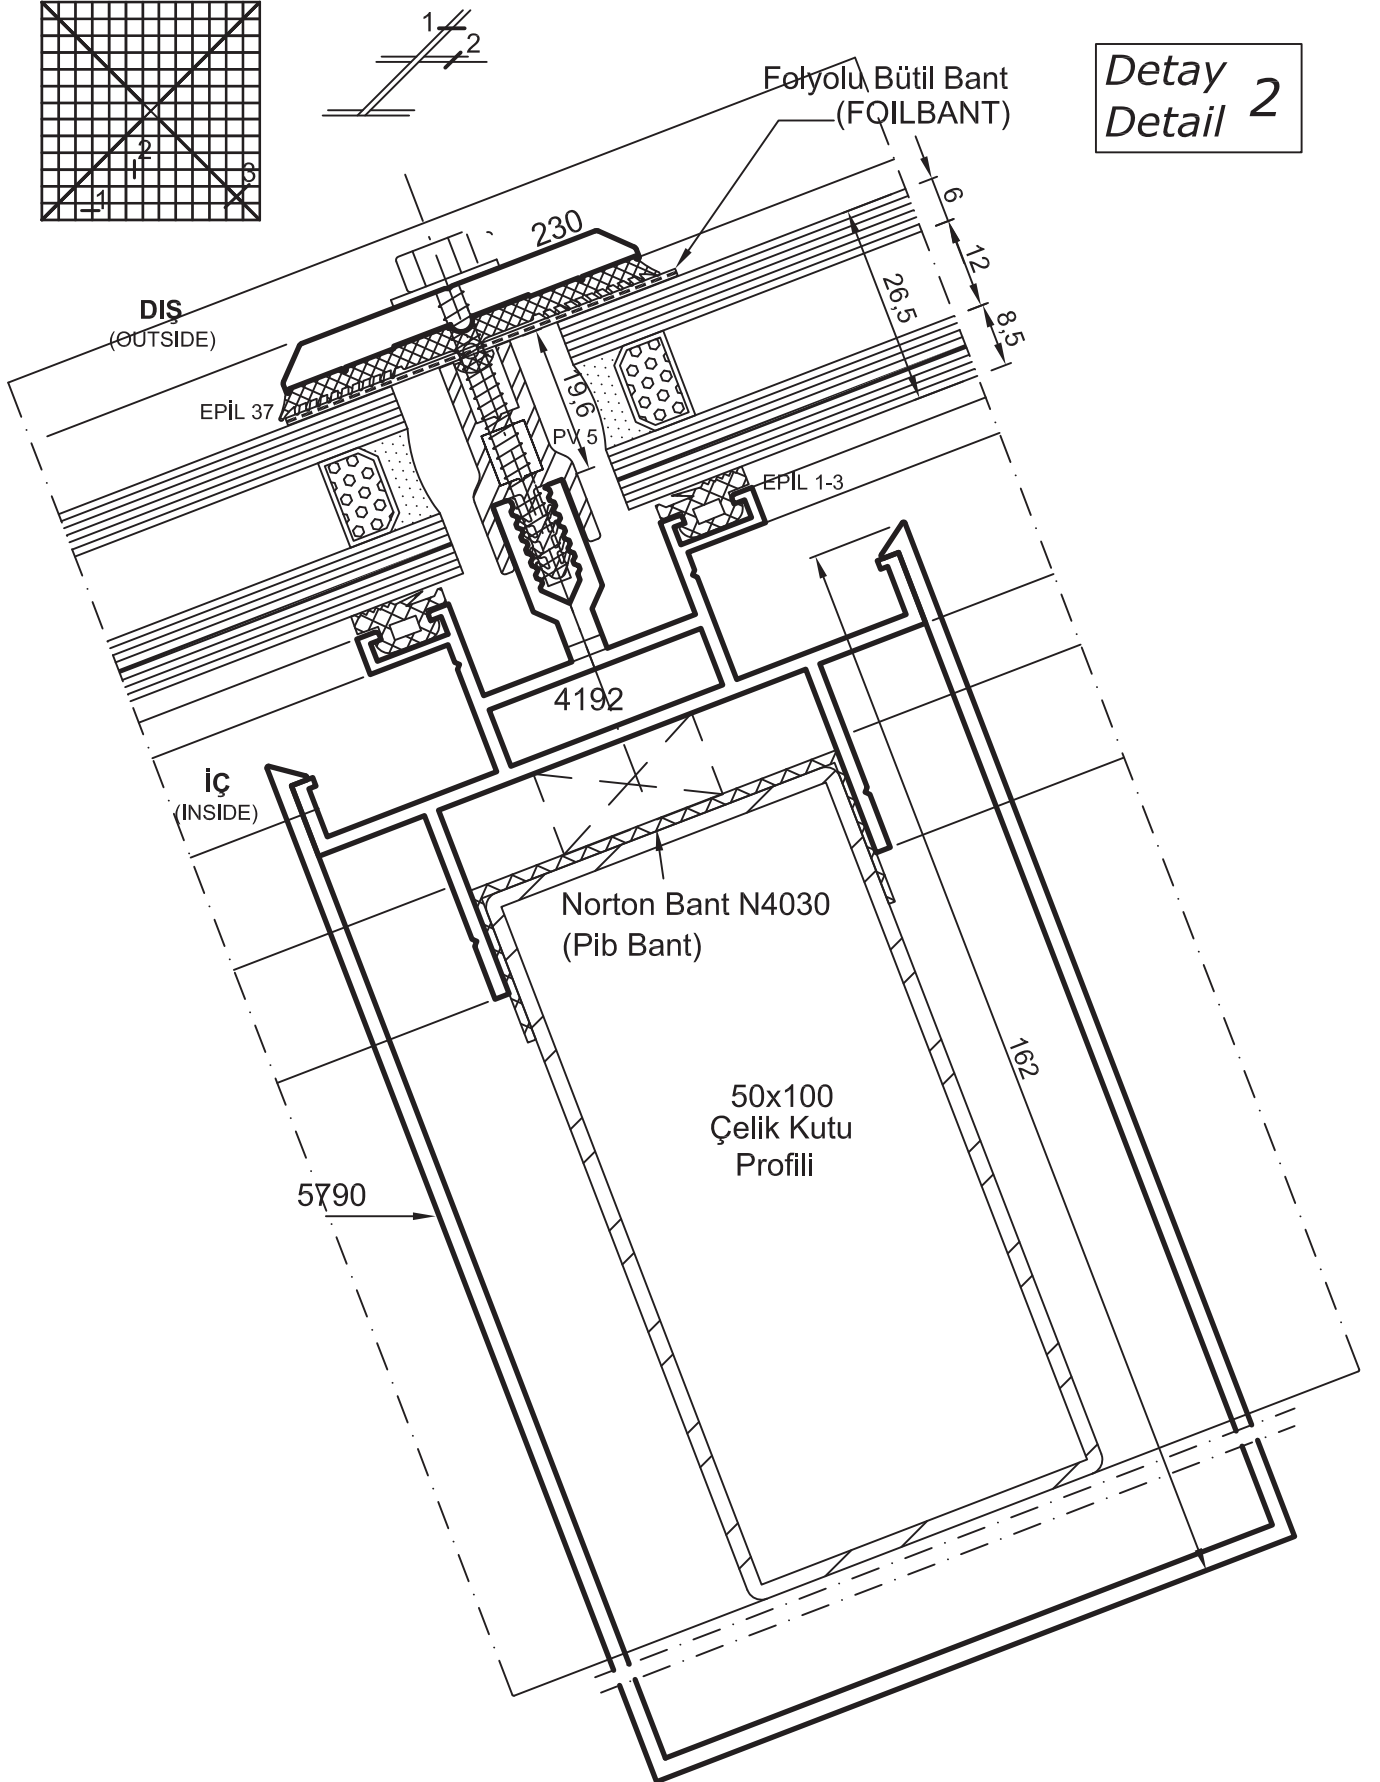 1
2
3
1
2
Detay
Detail 2
Folyolu Bütil Bant
(FOILBANT)
6
12
8,5
26,5
230
DIŞ
(OUTSIDE)
EPİL 37
19,6
PV 5
EPİL 1-3
4192
İÇ
(INSIDE)
Norton Bant N4030
(Pib Bant)
162
50x100
Çelik Kutu
Profili
5790